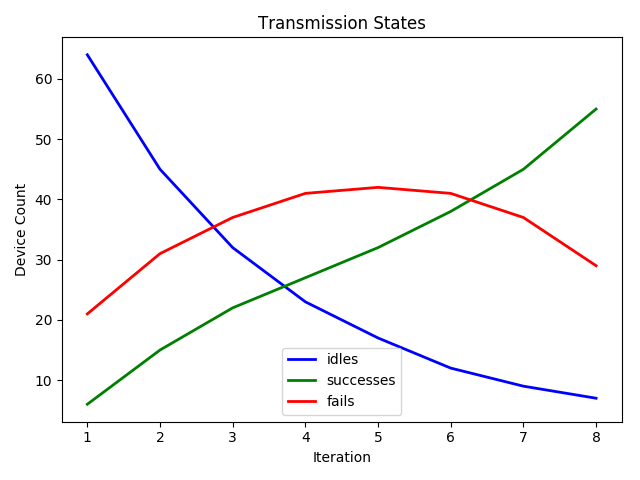 Transmission States
Device Count
60
50
40
30
20
10
idles
successes
fails
1 2 3 4 5 6 7 8
Iteration